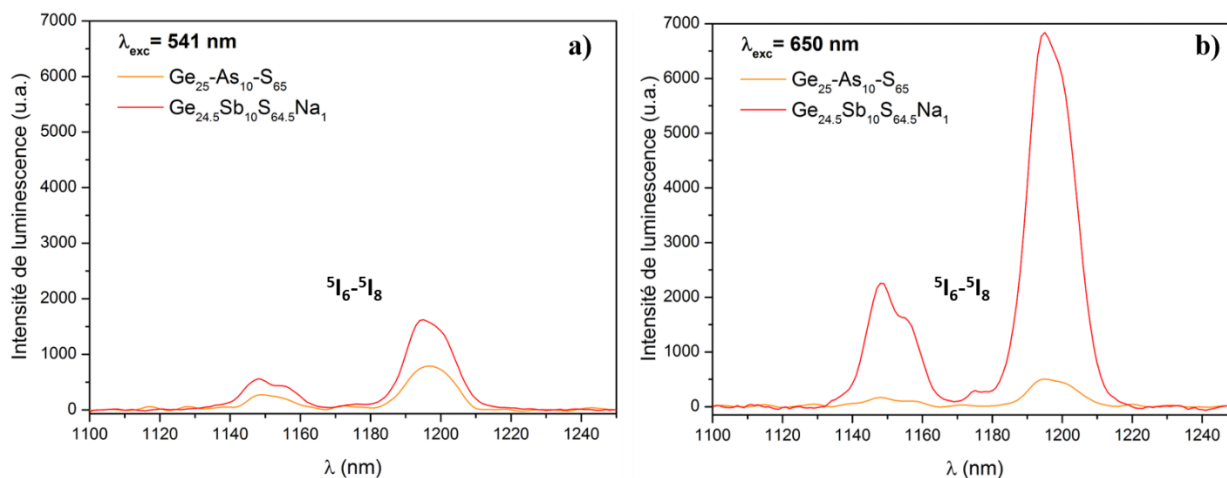 λexc= 541 nm
a)
Ge25-As10-S65
Ge24.5Sb10S64.5Na1
5I6-5I8
Intensité de luminescence (u.a.)
7000
6000
5000
4000
3000
2000
1000
0
1100 1120 1140 1160 1180 1200 1220 1240
λ (nm)
λexc= 650 nm
b)
Ge25-As10-S65
Ge24.5Sb10S64.5Na1
5I6-5I8
Intensité de luminescence (u.a.)
7000
6000
5000
4000
3000
2000
1000
0
1100 1120 1140 1160 1180 1200 1220 1240
λ (nm)